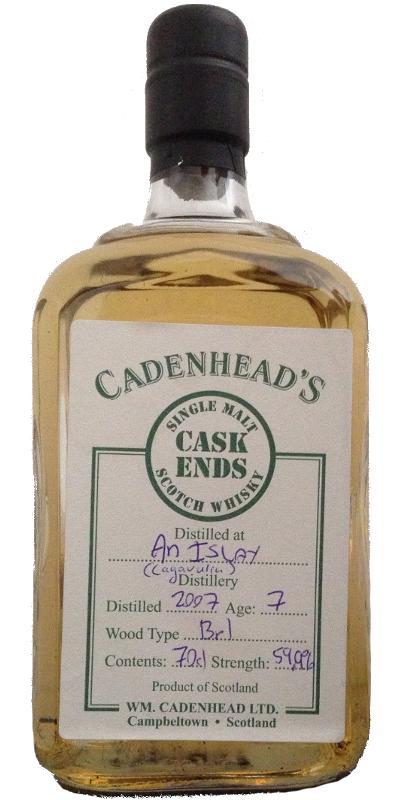 CADENHEAD'S
SINGLE MALT
CASK
ENDS
SCOTCH WHISKY
Distilled at
An Islay
(Lagavulin)
Distillery
Distilled 2007 Age: 7
Wood Type Brl
Contents: 70cl Strength: 59,9%
Product of Scotland
WM. CADENHEAD LTD.
Campbeltown • Scotland